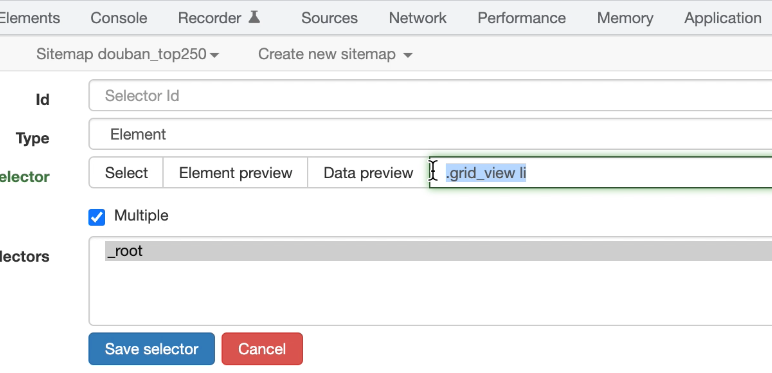 Elements Console Recorder Sources Network Performance Memory Application
Sitemap douban_top250 Create new sitemap
Id Selector Id
Type Element
elector Select Element preview Data preview .grid_view li
Multiple
lectors _root
Save selector Cancel